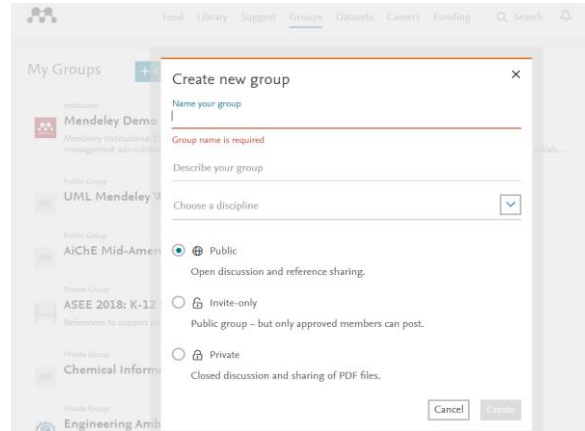 Feed Library Suggest Groups Datasets Careers Funding Search
My Groups
Create new group
Name your group
Institution
Mendeley Demo
Group name is required
Mendeley Institutional
management
Describe your group
Public Group
UML Mendeley W
Choose a discipline
Public Group
AiChE Mid-Ameri
Public
Open discussion and reference sharing.
Private Group
ASEE 2018: K-12
References to support
Invite-only
Public group – but only approved members can post.
Private Group
Chemical Informa
Private
Closed discussion and sharing of PDF files.
Private Group
Engineering Amb
Cancel Create